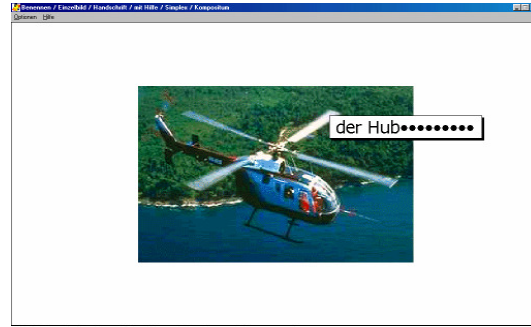 Benennen / Einzelbild / Handschrift / mit Hilfe / Simplex / Kompositum
Optionen Hilfe
der Hub•••••••••